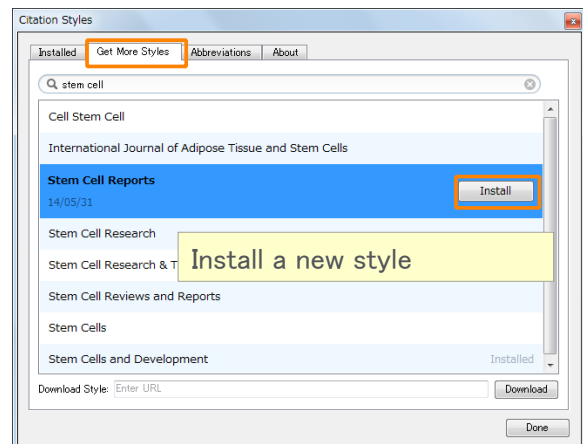 Citation Styles
Installed Get More Styles Abbreviations About
stem cell
Cell Stem Cell
International Journal of Adipose Tissue and Stem Cells
Stem Cell Reports
14/05/31
Install
Stem Cell Research
Stem Cell Research & T
Install a new style
Stem Cell Reviews and Reports
Stem Cells
Stem Cells and Development Installed
Download Style: Enter URL Download
Done